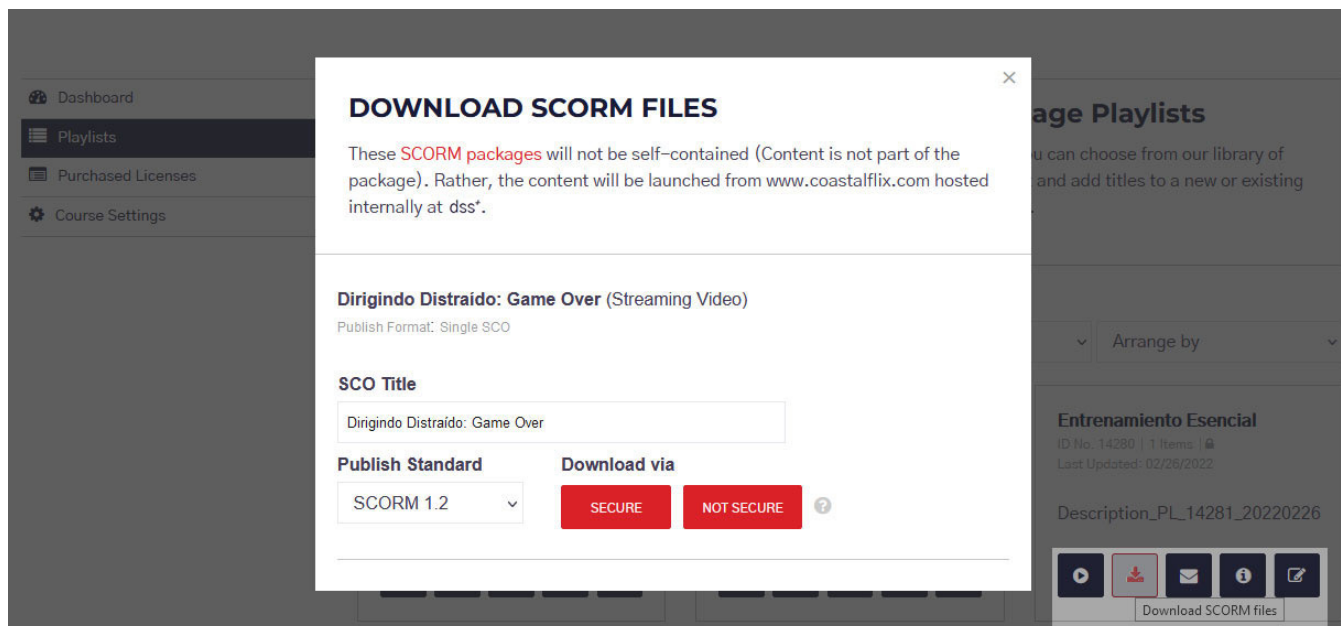 Dashboard
Playlists
Purchased Licenses
Course Settings
×
DOWNLOAD SCORM FILES
These SCORM packages will not be self-contained (Content is not part of the
package). Rather, the content will be launched from www.coastalflix.com hosted
internally at dss*.
Dirigindo Distraído: Game Over (Streaming Video)
Publish Format: Single SCO
SCO Title
Dirigindo Distraído: Game Over
Publish Standard
Download via
SCORM 1.2
SECURE
NOT SECURE
?
age Playlists
u can choose from our library of
and add titles to a new or existing
.
Arrange by
Entrenamiento Esencial
ID No. 14280 | 1 Items |
Last Updated: 02/26/2022
Description_PL_14281_20220226
Download SCORM files